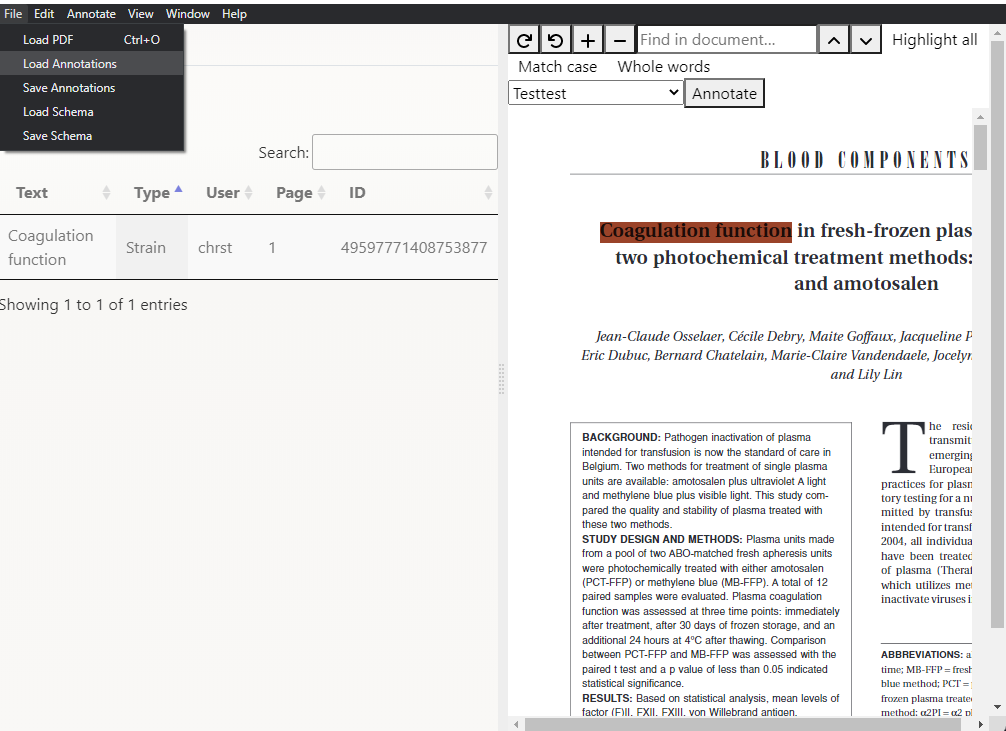 File Edit Annotate View Window Help
Load PDF Ctrl+O
Load Annotations
Save Annotations
Load Schema
Save Schema
Search:
Text Type User Page ID
Coagulation
function
Strain chrst 1 49597771408753877
Showing 1 to 1 of 1 entries
Find in document... Highlight all
Match case Whole words
Testtest Annotate
BLOOD COMPONENTS
Coagulation function in fresh-frozen plas
two photochemical treatment methods:
and amotosalen
Jean-Claude Osselaer, Cécile Debry, Maite Goffaux, Jacqueline P
Eric Dubuc, Bernard Chatelain, Marie-Claire Vandendaele, Jocelyn
and Lily Lin
BACKGROUND: Pathogen inactivation of plasma
intended for transfusion is now the standard of care in
Belgium. Two methods for treatment of single plasma
units are available: amotosalen plus ultraviolet A light
and methylene blue plus visible light. This study com-
pared the quality and stability of plasma treated with
these two methods.
STUDY DESIGN AND METHODS: Plasma units made
from a pool of two ABO-matched fresh apheresis units
were photochemically treated with either amotosalen
(PCT-FFP) or methylene blue (MB-FFP). A total of 12
paired samples were evaluated. Plasma coagulation
function was assessed at three time points: immediately
after treatment, after 30 days of frozen storage, and an
additional 24 hours at 4°C after thawing. Comparison
between PCT-FFP and MB-FFP was assessed with the
paired t test and a p value of less than 0.05 indicated
statistical significance.
RESULTS: Based on statistical analysis, mean levels of
factor (F)II, FXII, FXIII, von Willebrand antigen,
The resi
transmit
emerging
European
practices for plasm
tory testing for a nu
mitted by transfus
intended for transf
2004, all individua
have been treated
of plasma (Theraf
which utilizes me
inactivate viruses i
ABBREVIATIONS: a
time; MB-FFP = fresh
blue method; PCT =
frozen plasma treate
method; α2PI = α2 pl